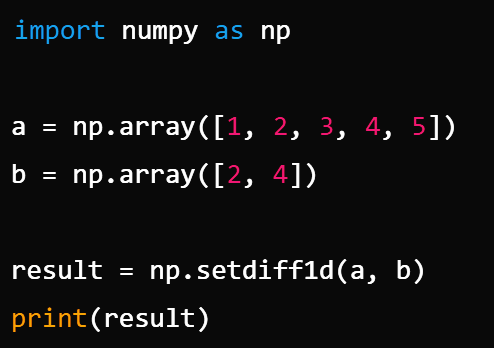 import numpy as np
a = np.array([1, 2, 3, 4, 5])
b = np.array([2, 4])
result = np.setdiff1d(a, b)
print(result)